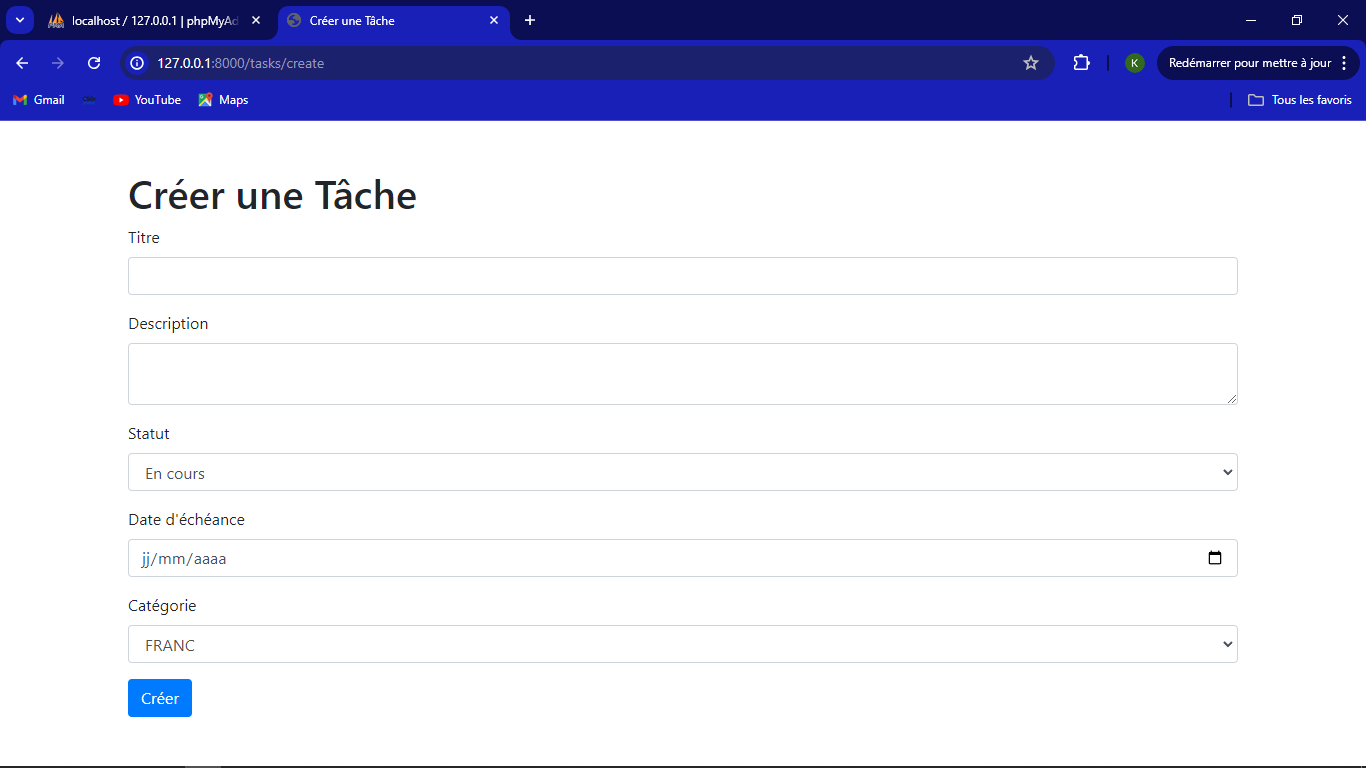 localhost / 127.0.0.1 | phpMyAd
Créer une Tâche
127.0.0.1:8000/tasks/create
K
Redémarrer pour mettre à jour
Gmail
YouTube
Maps
Tous les favoris
Créer une Tâche
Titre
Description
Statut
En cours
Date d'échéance
jj/mm/aaaa
Catégorie
FRANC
Créer